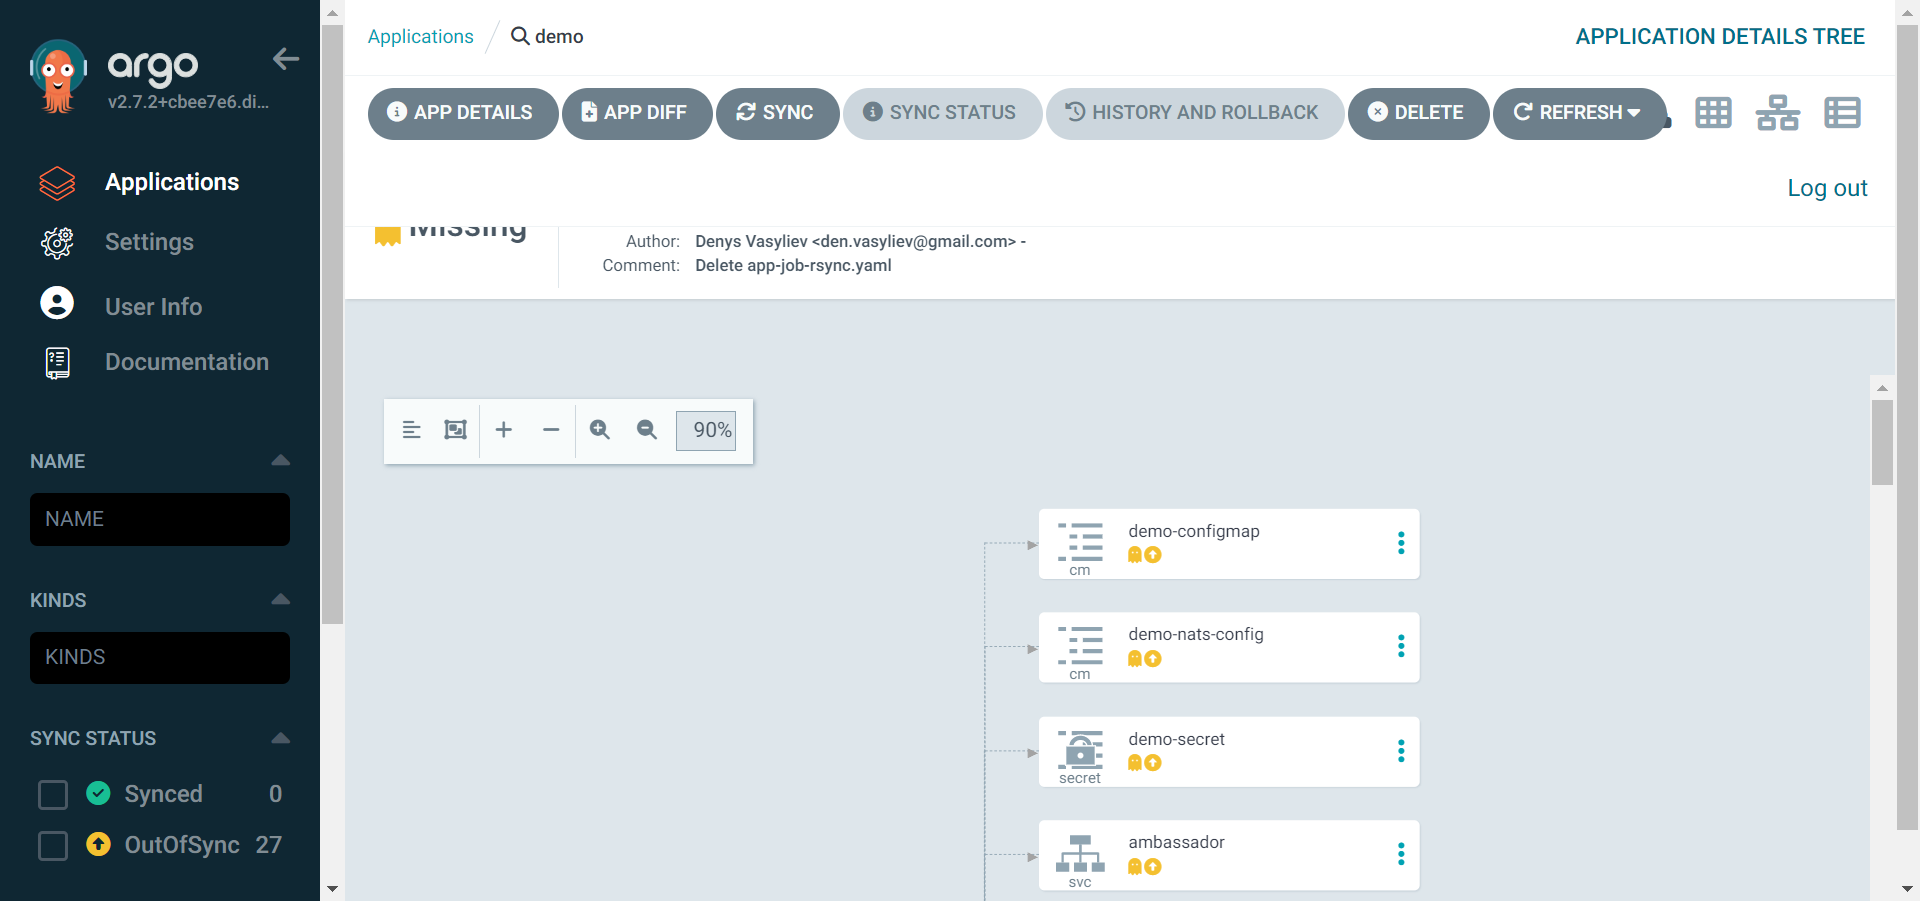 argo
v2.7.2+cbee7e6.di...
Applications
Settings
User Info
Documentation
NAME
NAME
KINDS
KINDS
SYNC STATUS
Synced 0
OutOfSync 27
Applications / demo
APPLICATION DETAILS TREE
APP DETAILS APP DIFF SYNC SYNC STATUS HISTORY AND ROLLBACK DELETE REFRESH
Log out
Missing
Author: Denys Vasyliev <den.vasyliev@gmail.com> -
Comment: Delete app-job-rsync.yaml
90%
demo-configmap
cm
demo-nats-config
cm
demo-secret
secret
ambassador
svc